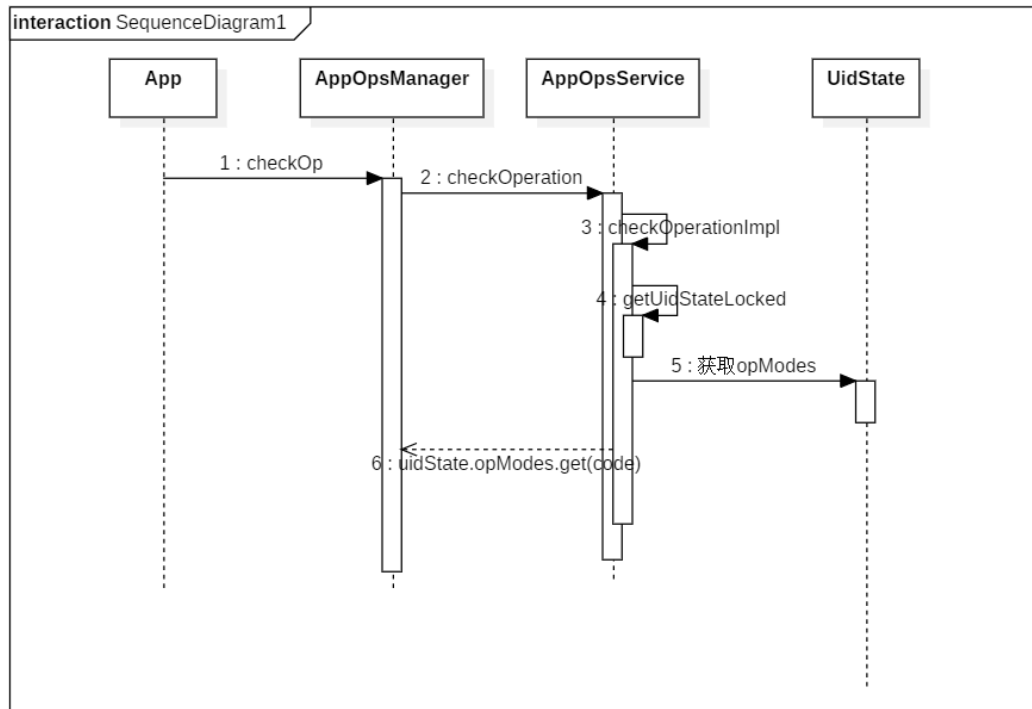 interaction SequenceDiagram1
App
AppOpsManager
AppOpsService
UidState
1 : checkOp
2 : checkOperation
3 : checkOperationImpl
4 : getUidStateLocked
5 : 获取opModes
6 : uidState.opModes.get(code)